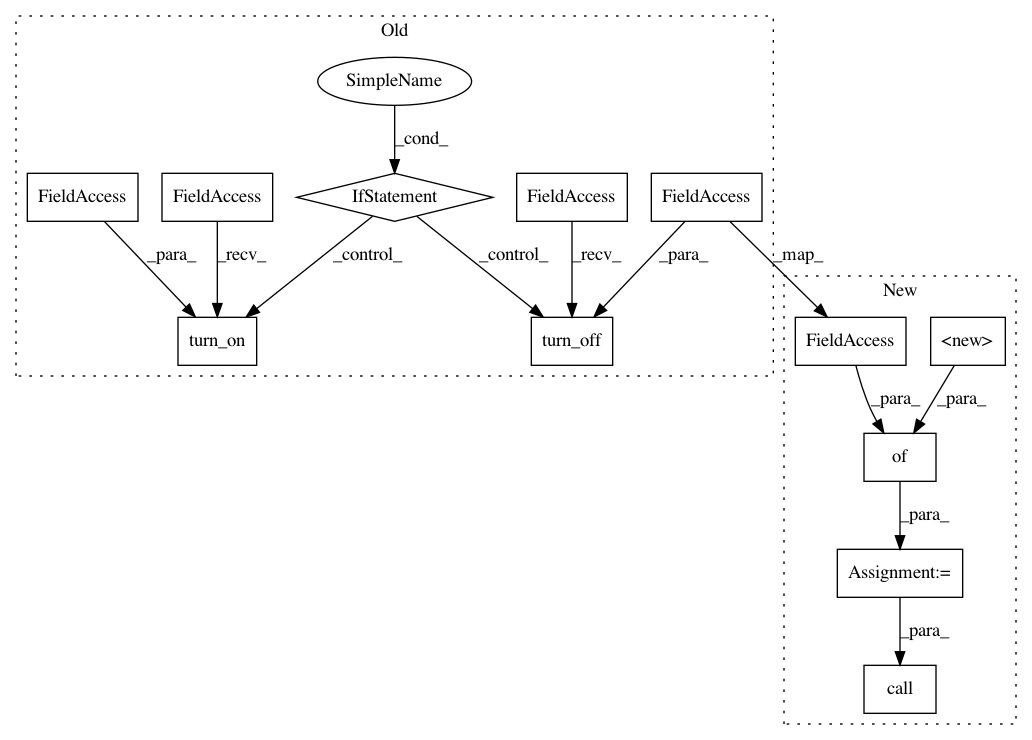 Old
SimpleName
_cond_
FieldAccess
FieldAccess
IfStatement
FieldAccess
FieldAccess
_para_
_recv_
_control_
_control_
_recv_
_para_
_map_
New
turn_on
turn_off
FieldAccess
<new>
_para_
_para_
of
_para_
Assignment:=
_para_
call